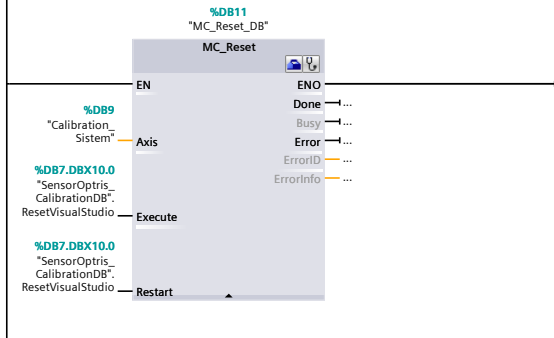 %DB11
"MC_Reset_DB"
MC_Reset
EN
ENO
Done
...
%DB9
Busy
...
"Calibration_
Sistem"
Axis
Error
...
ErrorID
...
%DB7.DBX10.0
ErrorInfo
...
"SensorOptris_
CalibrationDB".
ResetVisualStudio
Execute
%DB7.DBX10.0
"SensorOptris_
CalibrationDB".
ResetVisualStudio
Restart